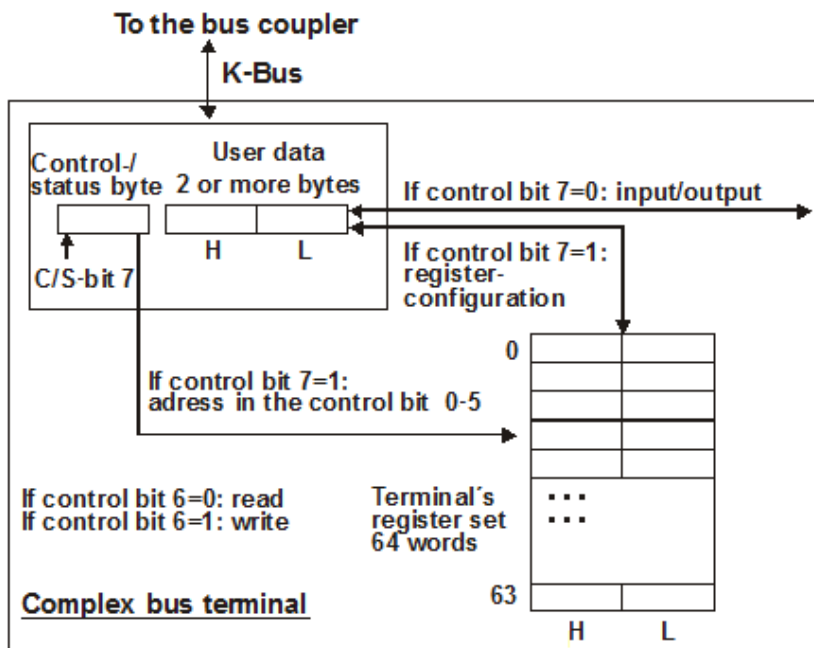 To the bus coupler
K-Bus
User data
2 or more bytes
Control-/
status byte
H L
C/S-bit 7
If control bit 7=0: input/output
If control bit 7=1:
register-
configuration
If control bit 7=1:
adress in the control bit 0-5
0
If control bit 6=0: read
If control bit 6=1: write
Terminal´s
register set
64 words
...
...
63
H L
Complex bus terminal